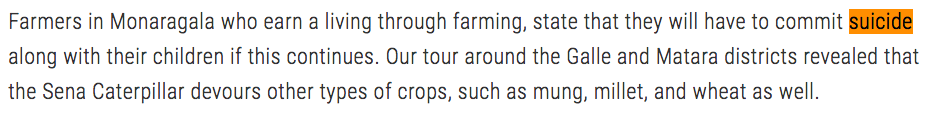 Farmers in Monaragala who earn a living through farming, state that they will have to commit suicide
along with their children if this continues. Our tour around the Galle and Matara districts revealed that
the Sena Caterpillar devours other types of crops, such as mung, millet, and wheat as well.